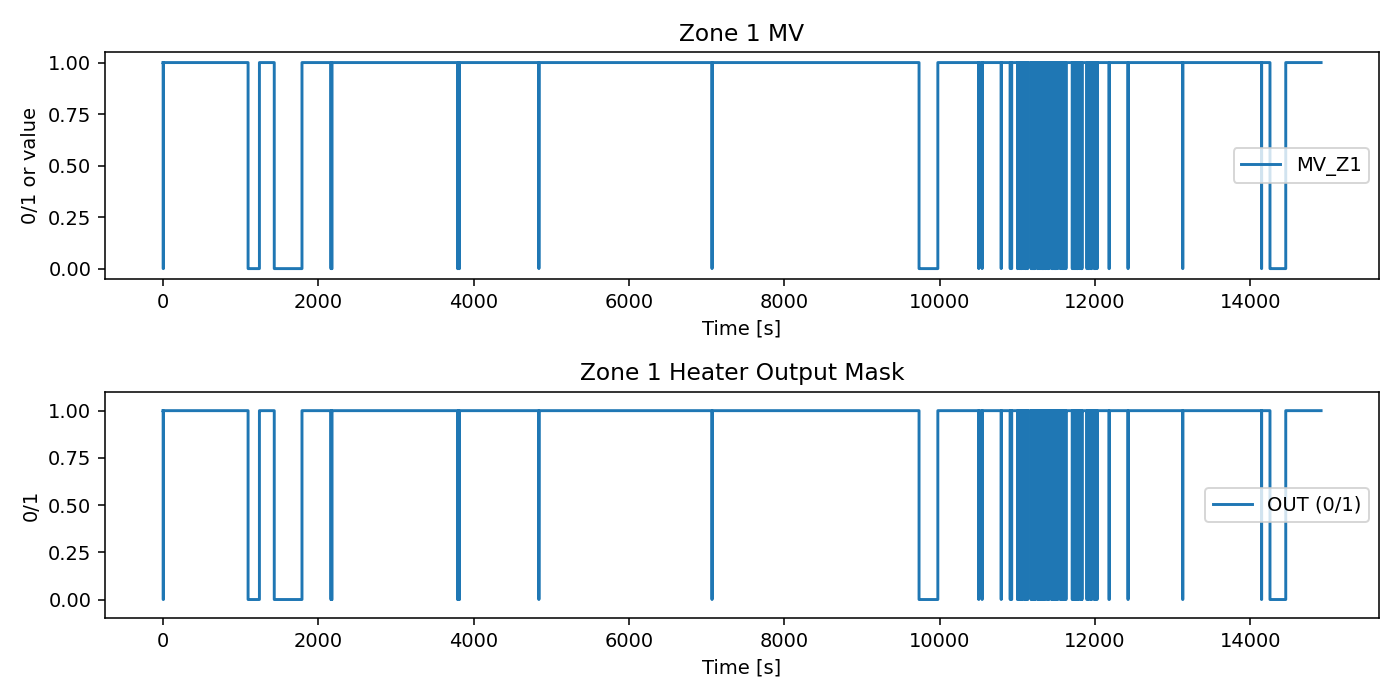 Zone 1 MV
1.00
0.75
0.50
0.25
0.00
0/1 or value
MV_Z1
0 2000 4000 6000 8000 10000 12000 14000
Time [s]
Zone 1 Heater Output Mask
1.00
0.75
0.50
0.25
0.00
0/1
OUT (0/1)
0 2000 4000 6000 8000 10000 12000 14000
Time [s]